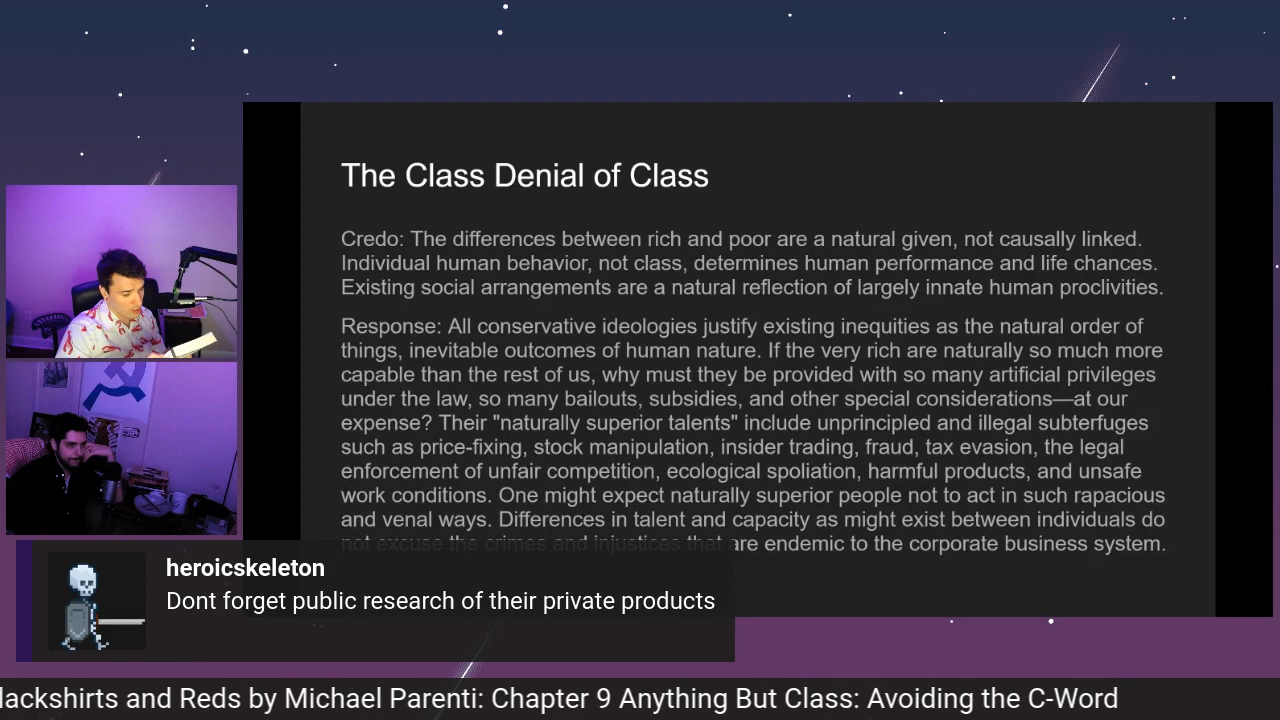 The Class Denial of Class
Credo: The differences between rich and poor are a natural given, not causally linked.
Individual human behavior, not class, determines human performance and life chances.
Existing social arrangements are a natural reflection of largely innate human proclivities.
Response: All conservative ideologies justify existing inequities as the natural order of
things, inevitable outcomes of human nature. If the very rich are naturally so much more
capable than the rest of us, why must they be provided with so many artificial privileges
under the law, so many bailouts, subsidies, and other special considerations—at our
expense? Their "naturally superior talents" include unprincipled and illegal subterfuges
such as price-fixing, stock manipulation, insider trading, fraud, tax evasion, the legal
enforcement of unfair competition, ecological spoliation, harmful products, and unsafe
work conditions. One might expect naturally superior people not to act in such rapacious
and venal ways. Differences in talent and capacity as might exist between individuals do
not excuse the crimes and injustices that are endemic to the corporate business system.
heroicskeleton
Dont forget public research of their private products
lackshirts and Reds by Michael Parenti: Chapter 9 Anything But Class: Avoiding the C-Word